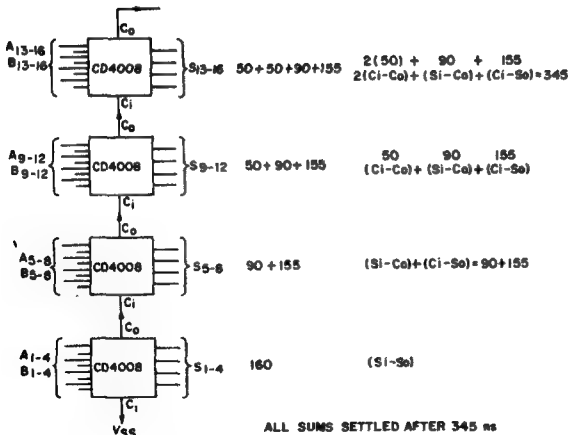 C₀
A13-16
B13-16
CD4008
S13-16
50+50+90+155
2(50) + 90 + 155
2(Ci-Co)+(Si-Co)+(Ci-So)=345
Ci
C₀
A9-12
B9-12
CD4008
S9-12
50+90+155
50 90 155
(Ci-Co)+(Si-Co)+(Ci-So)
Ci
C₀
A5-8
B5-8
CD4008
S5-8
90+155
(Si-Co)+(Ci-So)=90+155
Ci
C₀
A1-4
B1-4
CD4008
S1-4
160
(Si-So)
Ci
VSS
ALL SUMS SETTLED AFTER 345 ns